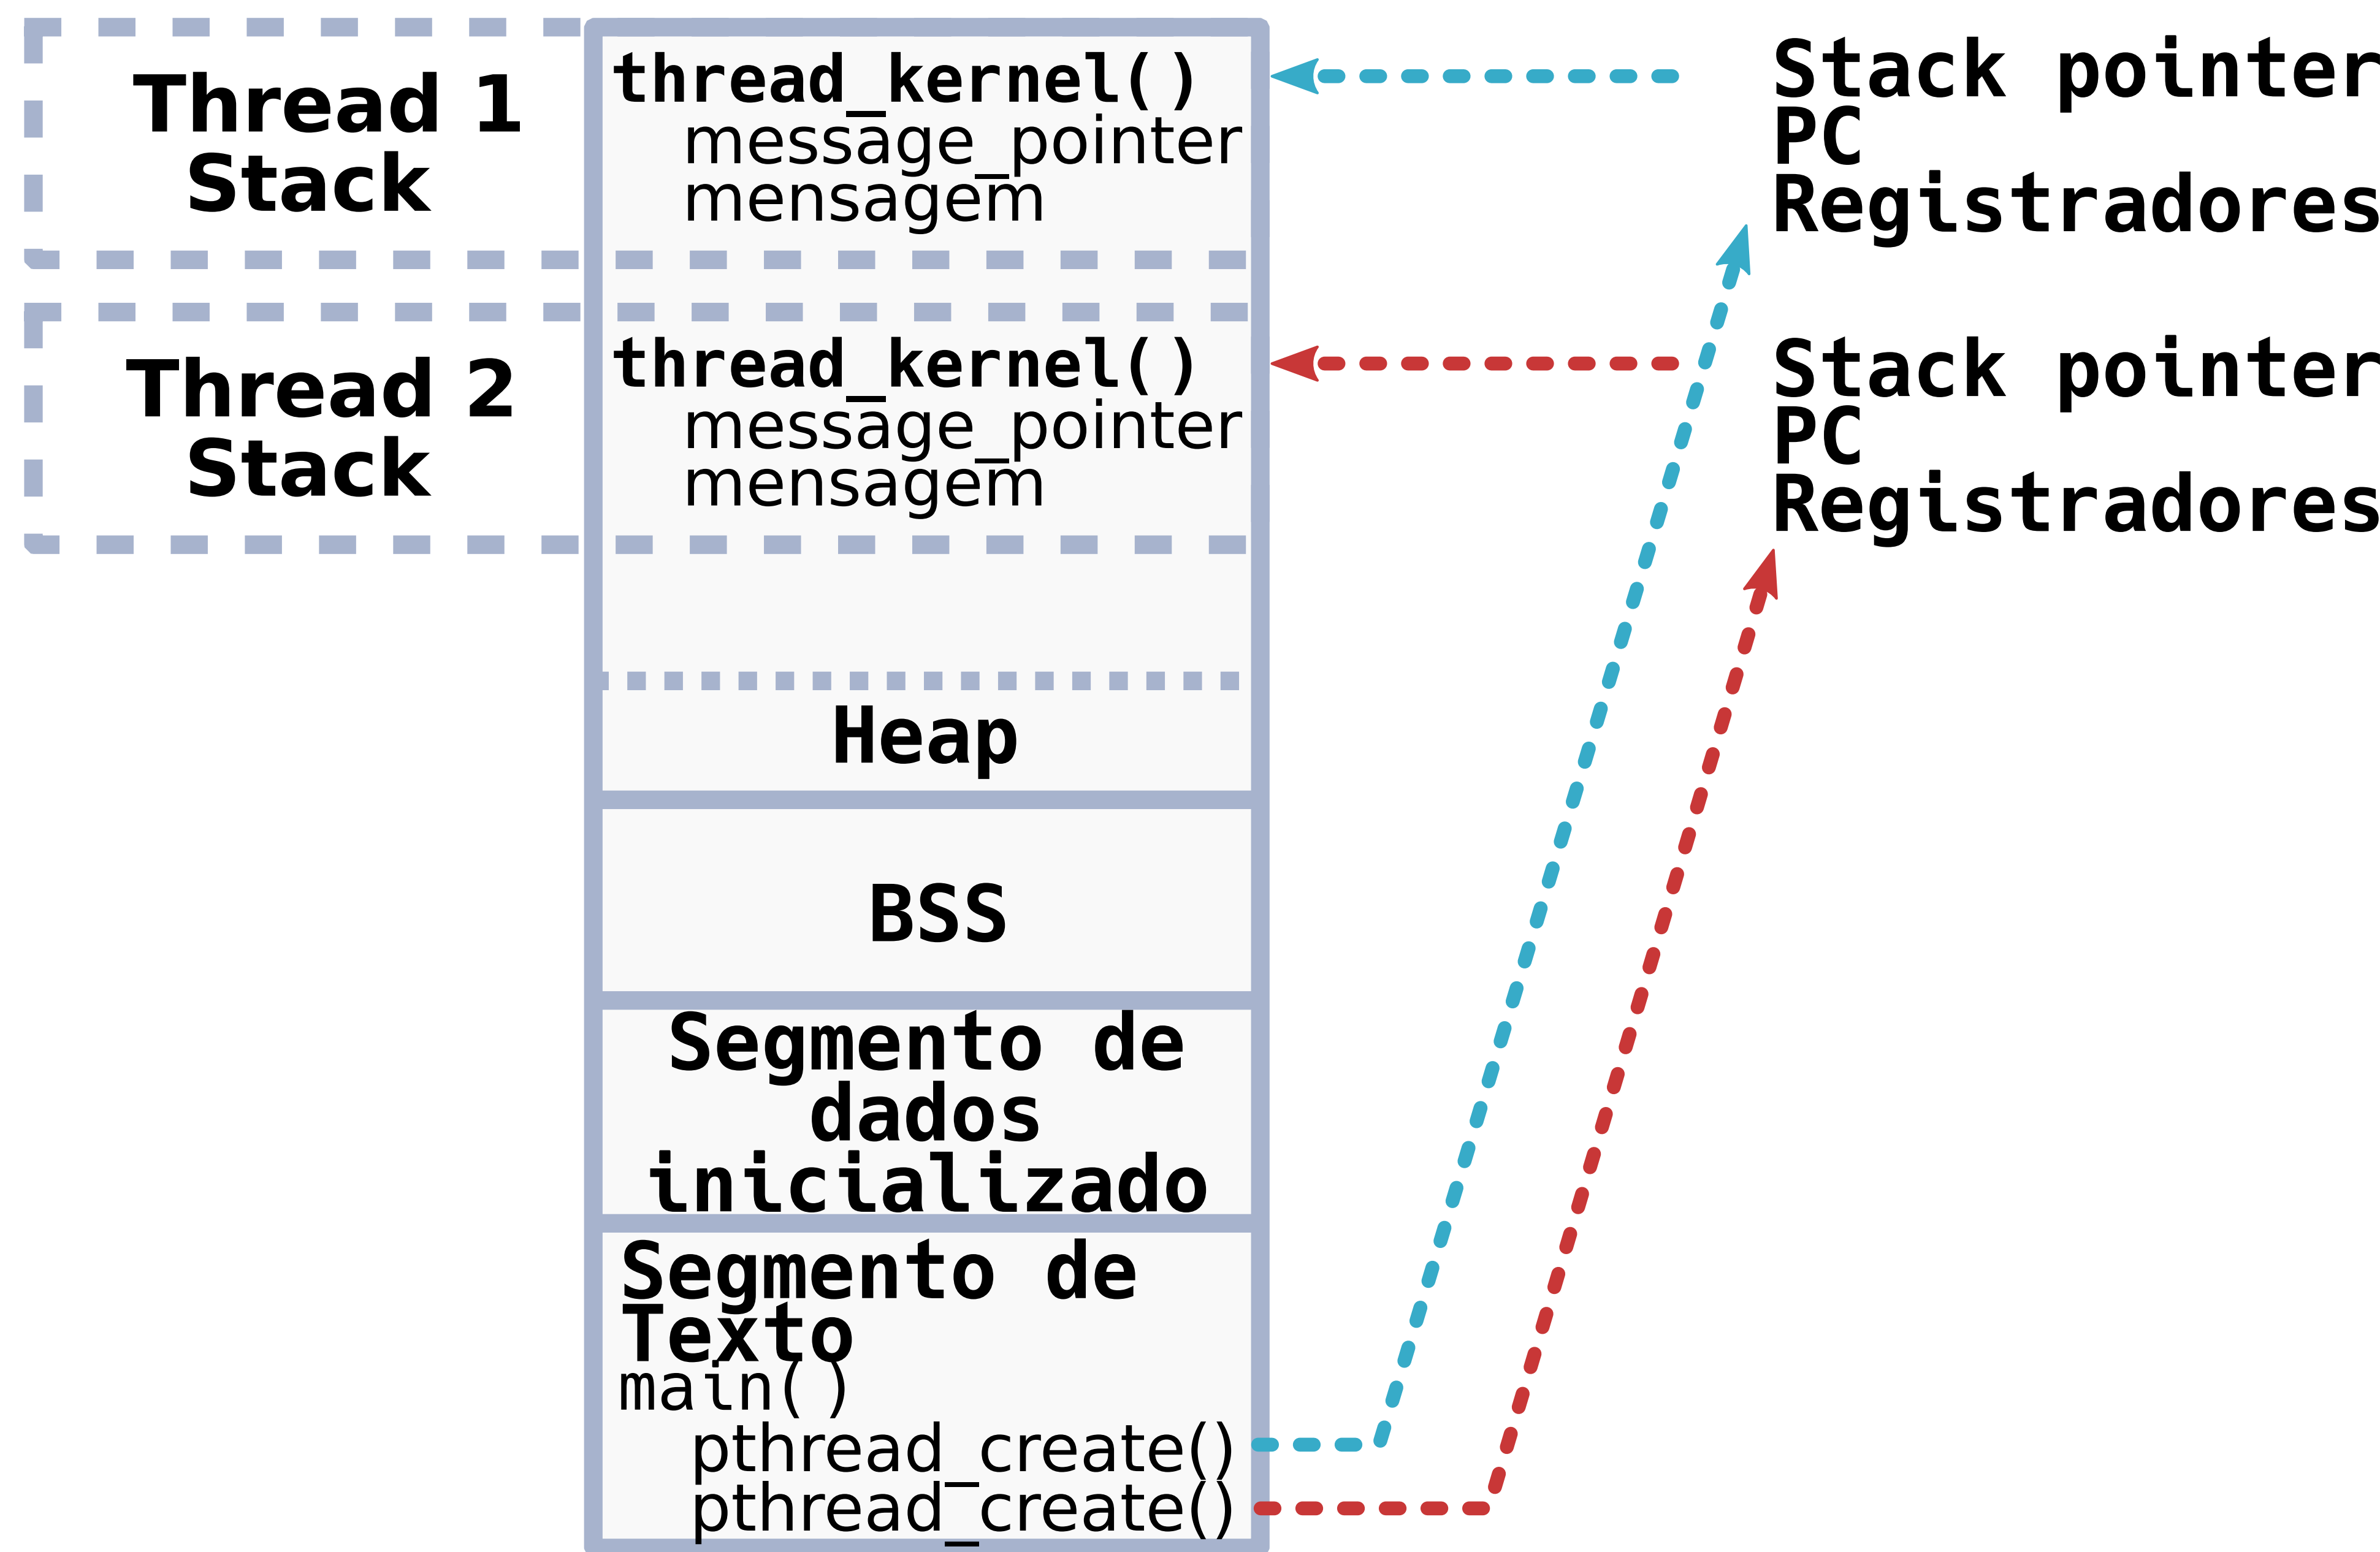 Thread 1
Stack
thread_kernel()
message_pointer
mensagem
Stack pointer
PC
Registradores
Thread 2
Stack
thread_kernel()
message_pointer
mensagem
Stack pointer
PC
Registradores
Heap
BSS
Segmento de
dados
inicializado
Segmento de
Texto
main()
pthread_create()
pthread_create()